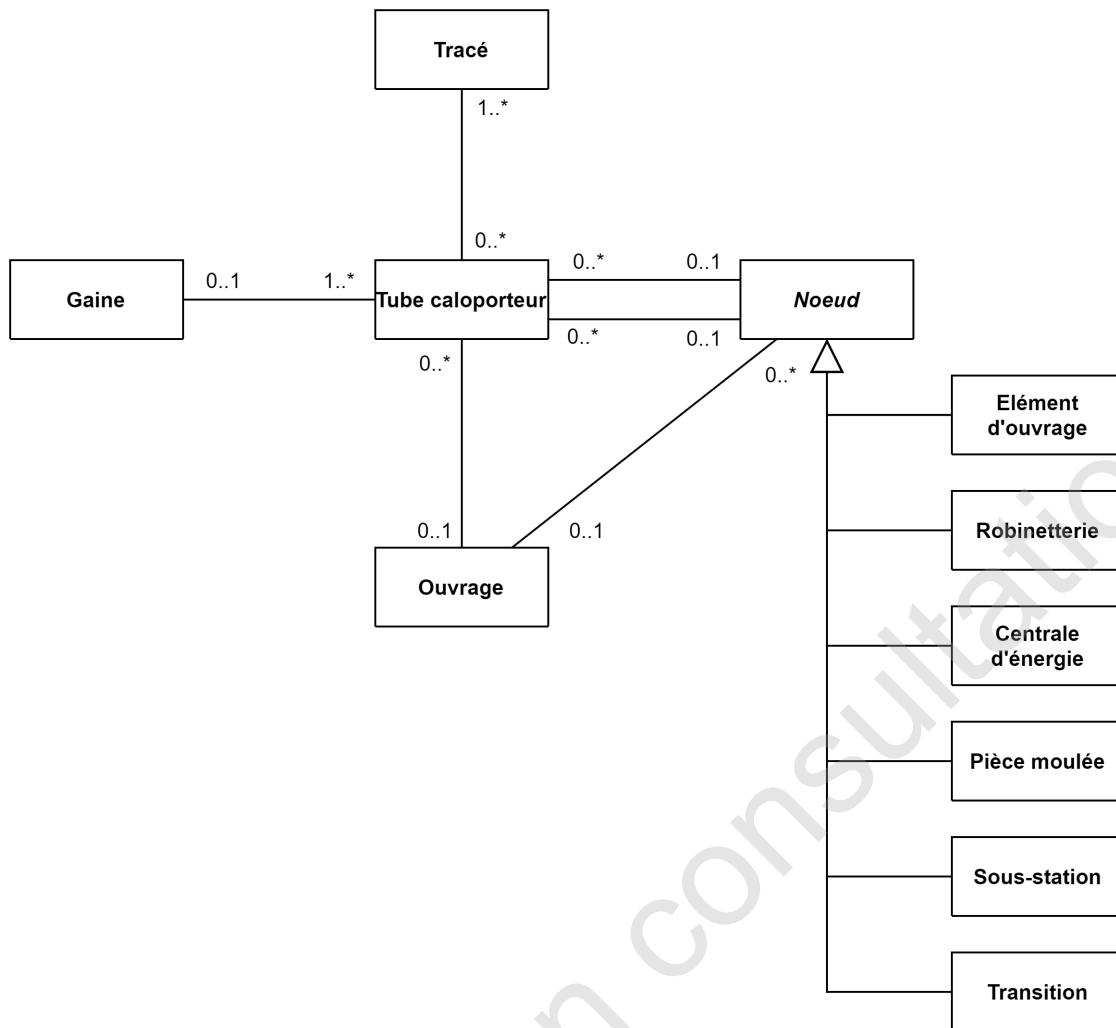 Tracé
1..*
0..*
Gaine
0..1
1..*
Tube caloporteur
0..*
0..1
0..*
0..1
Noeud
0..*
0..*
0..1
0..1
Ouvrage
Elément
d'ouvrage
Robinetterie
Centrale
d'énergie
Pièce moulée
Sous-station
Transition
n consultatio